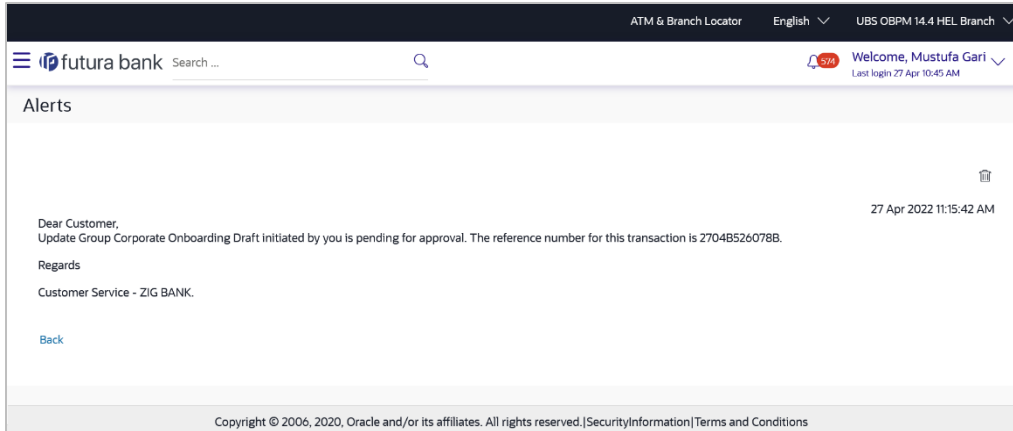 ATM & Branch Locator English UBS OBPM 14.4 HEL Branch
futura bank Search ... 574 Welcome, Mustufa Gari
Last login 27 Apr 10:45 AM
Alerts
27 Apr 2022 11:15:42 AM
Dear Customer,
Update Group Corporate Onboarding Draft initiated by you is pending for approval. The reference number for this transaction is 2704B526078B.
Regards
Customer Service - ZIG BANK.
Back
Copyright © 2006, 2020, Oracle and/or its affiliates. All rights reserved.|SecurityInformation|Terms and Conditions